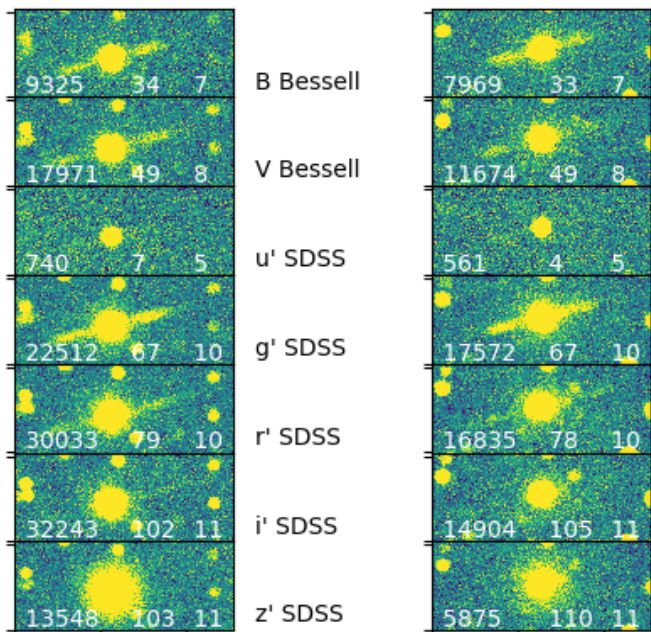 9325 34 7 B Bessell 7969 33 7
17971 49 8 V Bessell 11674 49 8
740 7 5 u' SDSS 561 4 5
22512 67 10 g' SDSS 17572 67 10
30033 79 10 r' SDSS 16835 78 10
32243 102 11 i' SDSS 14904 105 11
13548 103 11 z' SDSS 5875 110 11